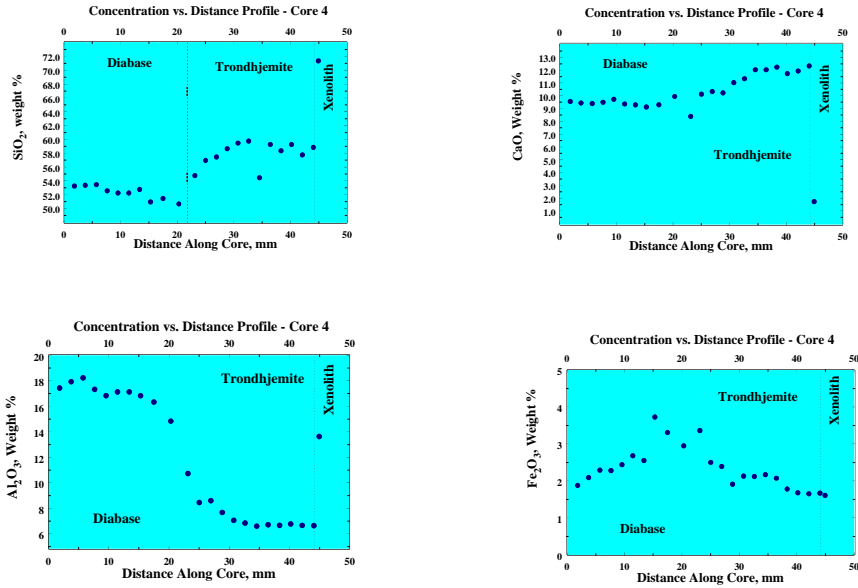 Concentration vs. Distance Profile - Core 4
0 10 20 30 40 50
SiO2, weight %
72.0
70.0
68.0
66.0
64.0
62.0
60.0
58.0
56.0
54.0
52.0
50.0
Diabase
Trondhjemite
Xenolith
0 10 20 30 40 50
Distance Along Core, mm
Concentration vs. Distance Profile - Core 4
0 10 20 30 40 50
CaO, Weight %
13.0
12.0
11.0
10.0
9.0
8.0
7.0
6.0
5.0
4.0
3.0
2.0
1.0
Diabase
Trondhjemite
Xenolith
0 10 20 30 40 50
Distance Along Core, mm
Concentration vs. Distance Profile - Core 4
0 10 20 30 40 50
Al2O3, Weight %
20
18
16
14
12
10
8
6
Trondhjemite
Xenolith
Diabase
0 10 20 30 40 50
Distance Along Core, mm
Concentration vs. Distance Profile - Core 4
0 10 20 30 40 50
Fe2O3, Weight %
5
4
3
2
1
0
Trondhjemite
Xenolith
Diabase
0 10 20 30 40 50
Distance Along Core, mm